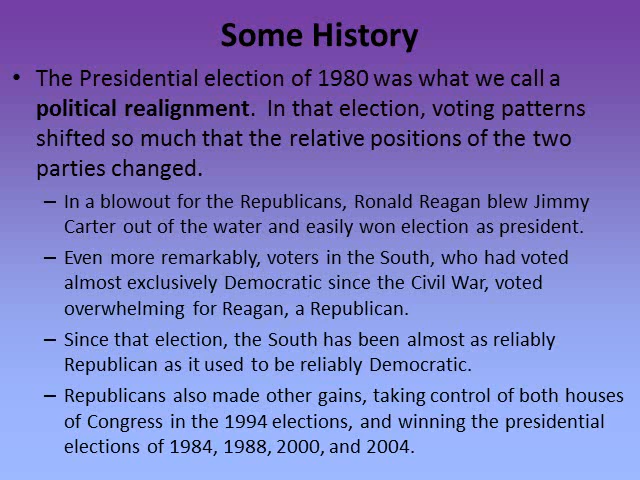 Some History
• The Presidential election of 1980 was what we call a
political realignment. In that election, voting patterns
shifted so much that the relative positions of the two
parties changed.
– In a blowout for the Republicans, Ronald Reagan blew Jimmy
Carter out of the water and easily won election as president.
– Even more remarkably, voters in the South, who had voted
almost exclusively Democratic since the Civil War, voted
overwhelming for Reagan, a Republican.
– Since that election, the South has been almost as reliably
Republican as it used to be reliably Democratic.
– Republicans also made other gains, taking control of both houses
of Congress in the 1994 elections, and winning the presidential
elections of 1984, 1988, 2000, and 2004.